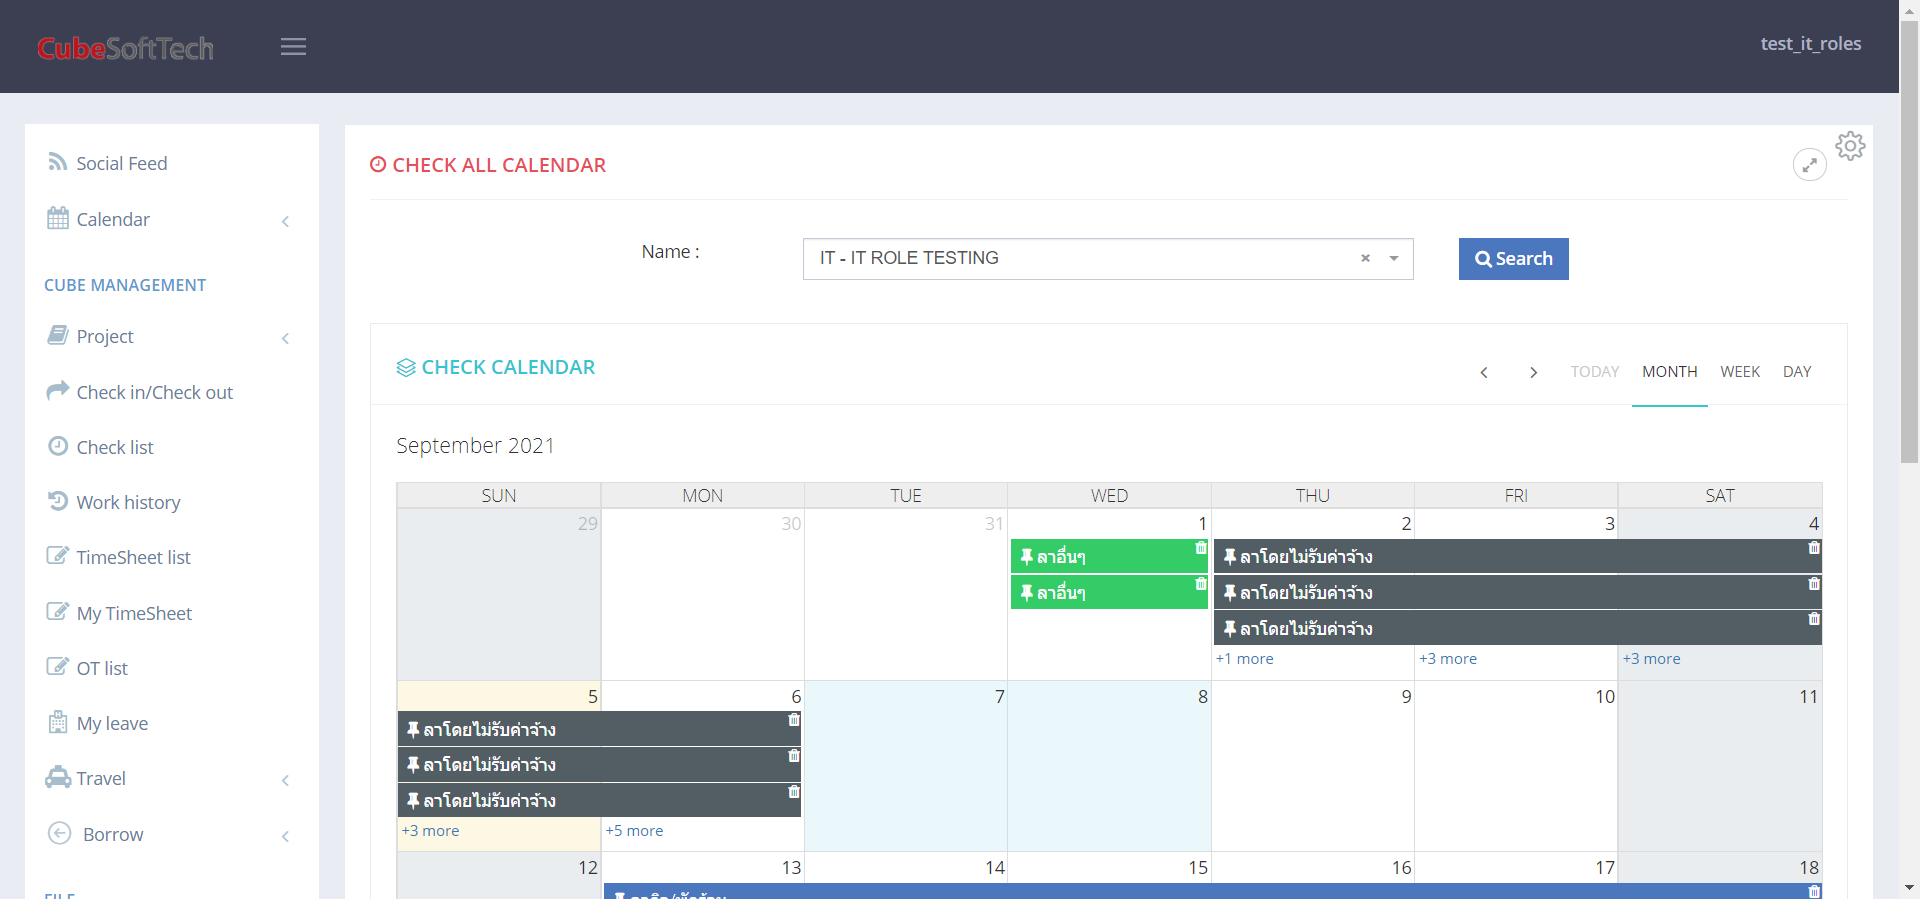 CubeSoftTech
test_it_roles
Social Feed
Calendar
CUBE MANAGEMENT
Project
Check in/Check out
Check list
Work history
TimeSheet list
My TimeSheet
OT list
My leave
Travel
Borrow
CHECK ALL CALENDAR
Name :
IT - IT ROLE TESTING
Search
CHECK CALENDAR
TODAY MONTH WEEK DAY
September 2021
SUN MON TUE WED THU FRI SAT
29 30 31 1 2 3 4
ลาอื่นๆ ลาโดยไม่รับค่าจ้าง
ลาอื่นๆ ลาโดยไม่รับค่าจ้าง
ลาโดยไม่รับค่าจ้าง
+1 more +3 more +3 more
5 6 7 8 9 10 11
ลาโดยไม่รับค่าจ้าง
ลาโดยไม่รับค่าจ้าง
ลาโดยไม่รับค่าจ้าง
+3 more +5 more
12 13 14 15 16 17 18